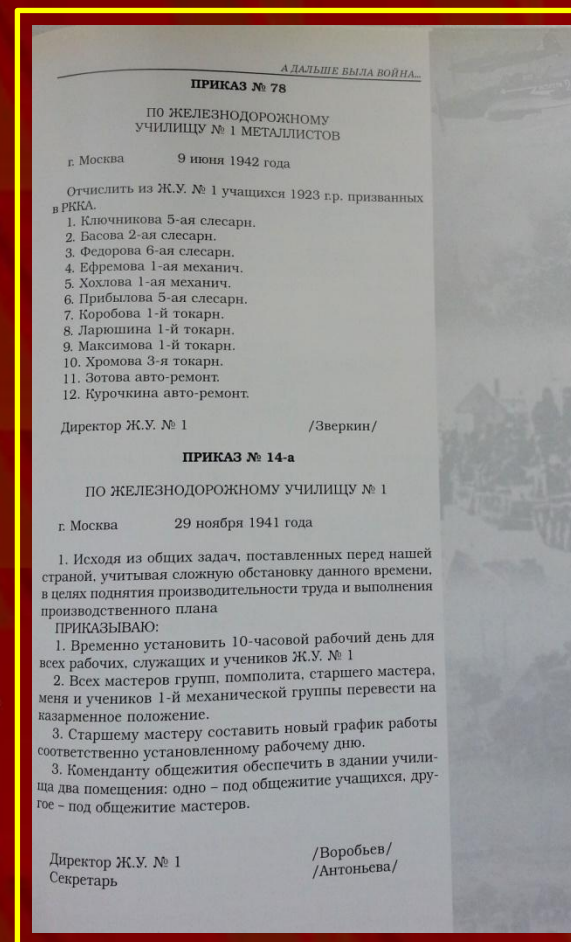 А ДАЛЬШЕ БЫЛА ВОЙНА...
ПРИКАЗ № 78
ПО ЖЕЛЕЗНОДОРОЖНОМУ
УЧИЛИЩУ № 1 МЕТАЛЛИСТОВ
г. Москва 9 июня 1942 года
Отчислить из Ж.У. № 1 учащихся 1923 г.р. призванных
в РККА.
1. Ключникова 5-ая слесарн.
2. Басова 2-ая слесарн.
3. Федорова 6-ая слесарн.
4. Ефремова 1-ая механич.
5. Хохлова 1-ая механич.
6. Прибылова 5-ая слесарн.
7. Коробова 1-й токарн.
8. Ларюшина 1-й токарн.
9. Максимова 1-й токарн.
10. Хромова 3-я токарн.
11. Зотова авто-ремонт.
12. Курочкина авто-ремонт.
Директор Ж.У. № 1 /Зверкин/
ПРИКАЗ № 14-а
ПО ЖЕЛЕЗНОДОРОЖНОМУ УЧИЛИЩУ № 1
г. Москва 29 ноября 1941 года
1. Исходя из общих задач, поставленных перед нашей
страной, учитывая сложную обстановку данного времени,
в целях поднятия производительности труда и выполнения
производственного плана
ПРИКАЗЫВАЮ:
1. Временно установить 10-часовой рабочий день для
всех рабочих, служащих и учеников Ж.У. № 1
2. Всех мастеров групп, помполита, старшего мастера,
меня и учеников 1-й механической группы перевести на
казарменное положение.
3. Старшему мастеру составить новый график работы
соответственно установленному рабочему дню.
3. Коменданту общежития обеспечить в здании учили-
ща два помещения: одно – под общежитие учащихся, дру-
гое – под общежитие мастеров.
Директор Ж.У. № 1 /Воробьев/
Секретарь /Антоньева/